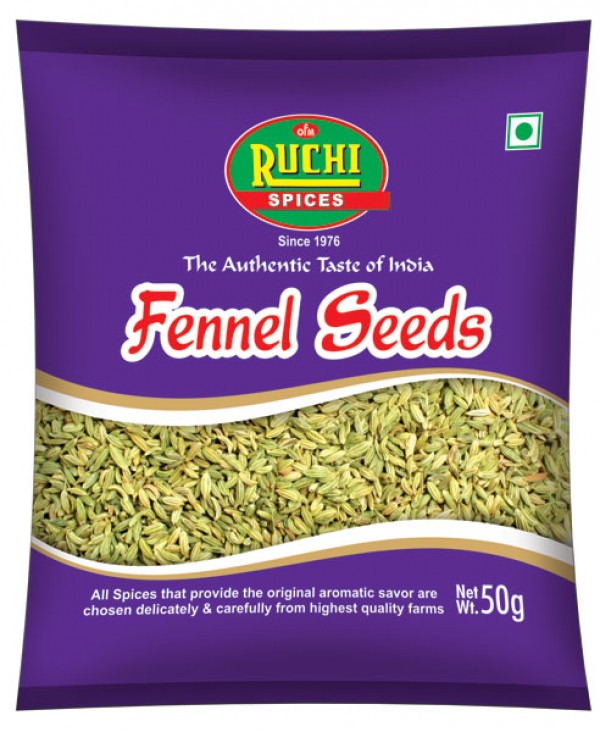 OFM
RUCHI
SPICES
Since 1976
The Authentic Taste of India
Fennel Seeds
All Spices that provide the original aromatic savor are
chosen delicately & carefully from highest quality farms
Net
Wt. 50g